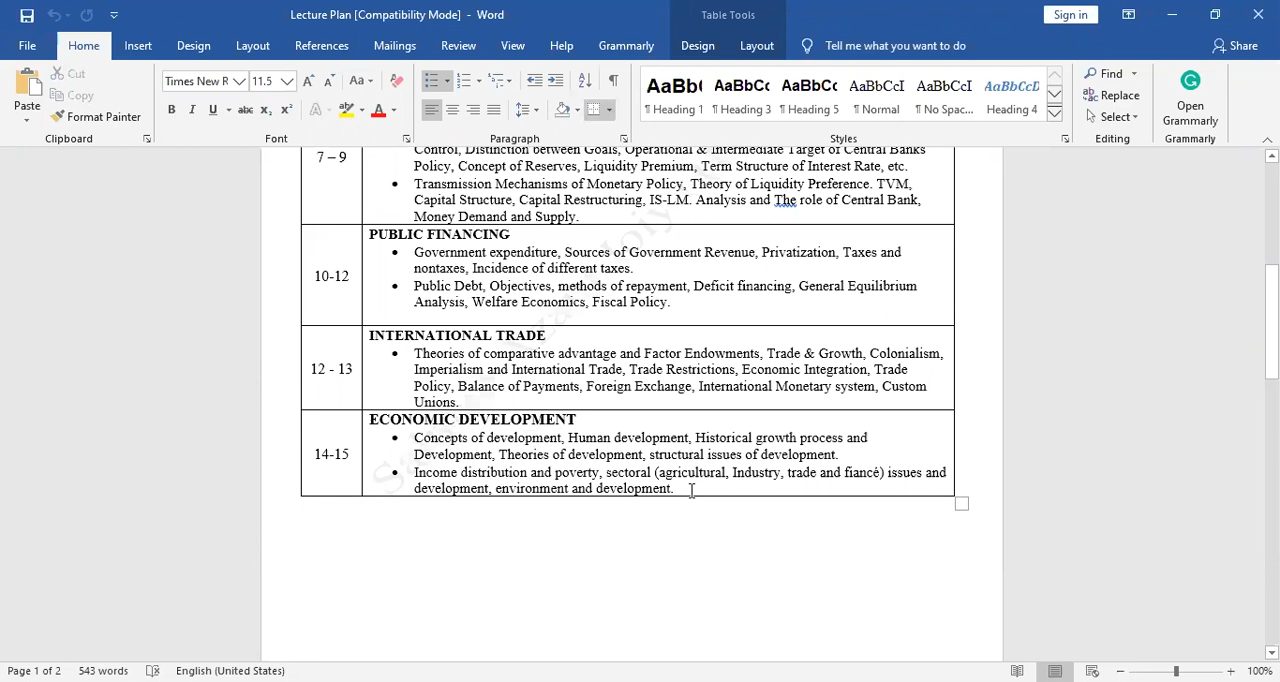 Lecture Plan [Compatibility Mode] - Word
Table Tools
Sign in
File Home Insert Design Layout References Mailings Review View Help Grammarly Design Layout Tell me what you want to do Share
Paste
Cut
Copy
Format Painter
Clipboard
Times New R 11.5
Font
Paragraph
AaBb( AaBbCc AaBbCc AaBbCcI AaBbCcI AaBbCcD
¶ Heading 1 ¶ Heading 3 ¶ Heading 5 ¶ Normal ¶ No Spac... Heading 4
Styles
Find
Replace
Select
Editing
Open
Grammarly
Grammarly
7 – 9
Control, Distinction between Goals, Operational & Intermediate Target of Central Banks
Policy, Concept of Reserves, Liquidity Premium, Term Structure of Interest Rate, etc.
• Transmission Mechanisms of Monetary Policy, Theory of Liquidity Preference. TVM,
Capital Structure, Capital Restructuring, IS-LM. Analysis and The role of Central Bank,
Money Demand and Supply.
10-12
PUBLIC FINANCING
• Government expenditure, Sources of Government Revenue, Privatization, Taxes and
nontaxes, Incidence of different taxes.
• Public Debt, Objectives, methods of repayment, Deficit financing, General Equilibrium
Analysis, Welfare Economics, Fiscal Policy.
12 - 13
INTERNATIONAL TRADE
• Theories of comparative advantage and Factor Endowments, Trade & Growth, Colonialism,
Imperialism and International Trade, Trade Restrictions, Economic Integration, Trade
Policy, Balance of Payments, Foreign Exchange, International Monetary system, Custom
Unions.
14-15
ECONOMIC DEVELOPMENT
• Concepts of development, Human development, Historical growth process and
Development, Theories of development, structural issues of development.
• Income distribution and poverty, sectoral (agricultural, Industry, trade and fiancé) issues and
development, environment and development.
Page 1 of 2 543 words English (United States) 100%